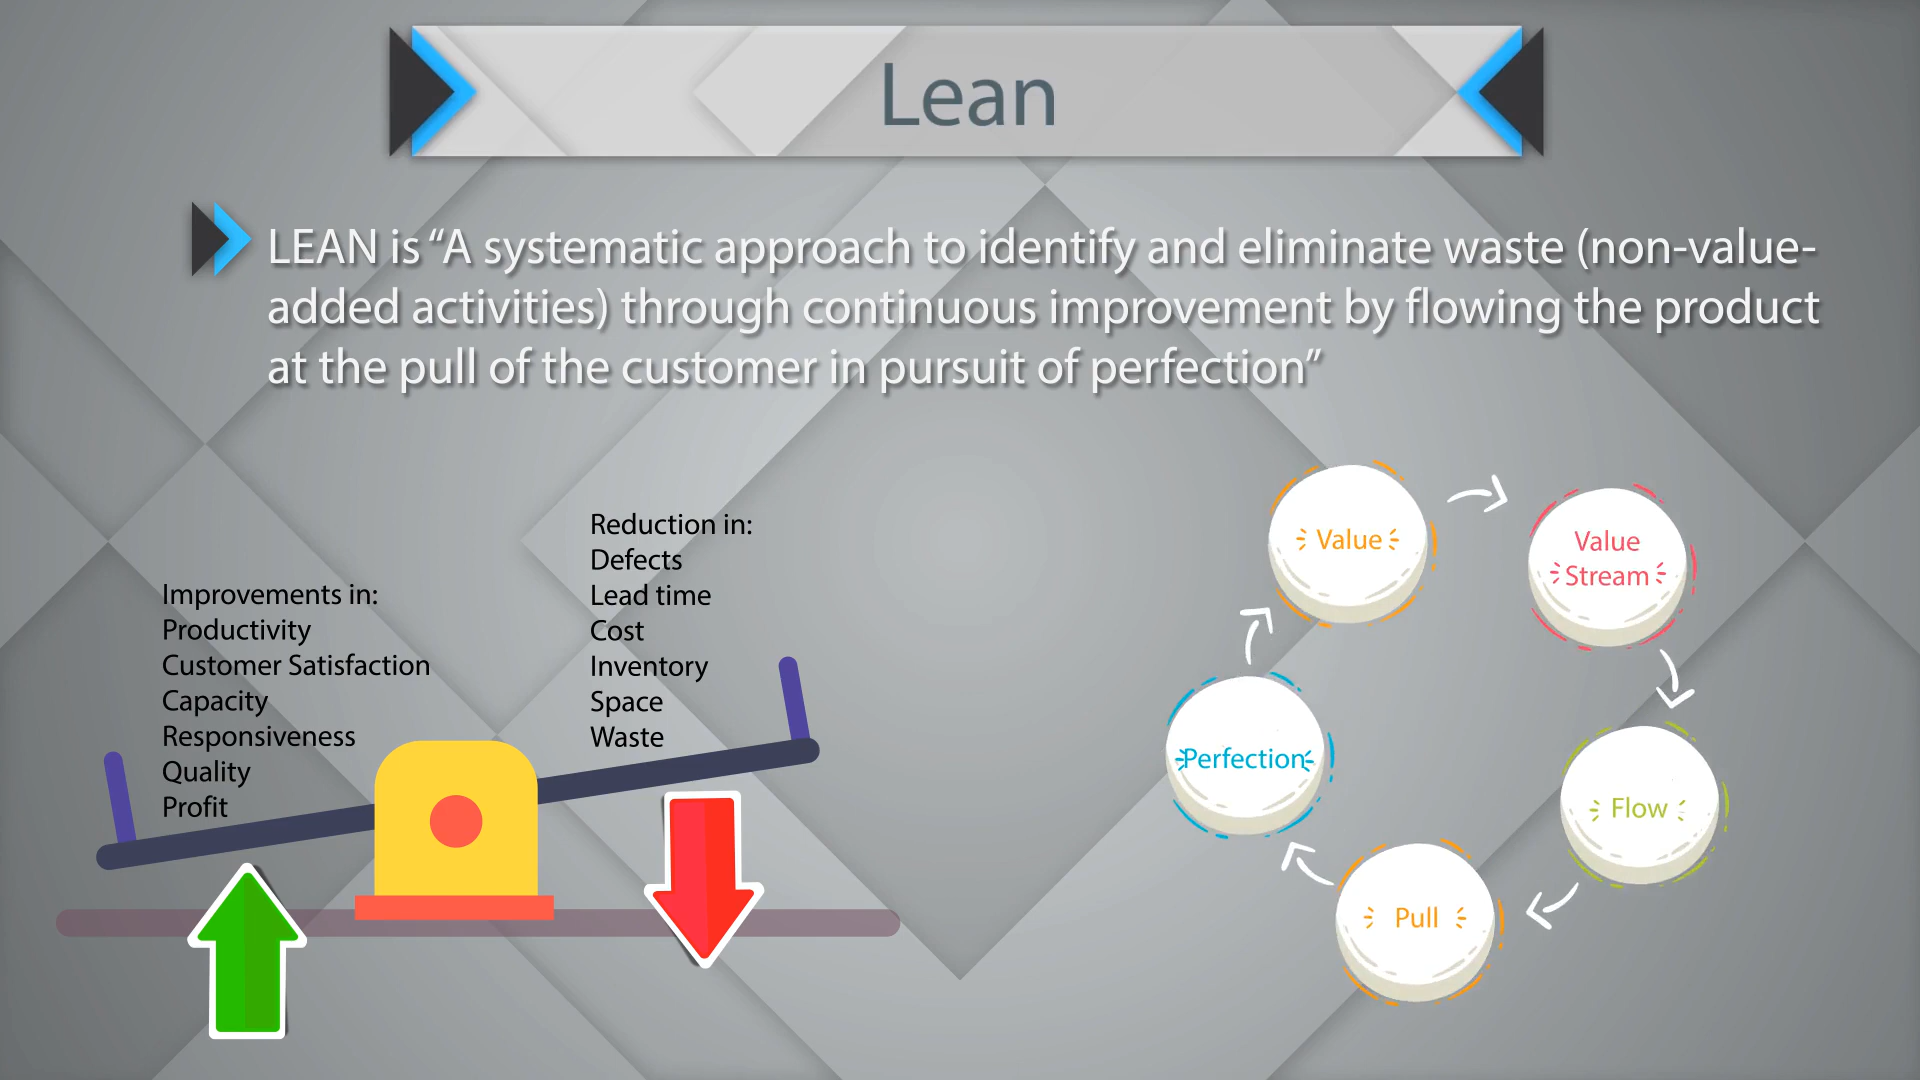 Lean
LEAN is “A systematic approach to identify and eliminate waste (non-value-
added activities) through continuous improvement by flowing the product
at the pull of the customer in pursuit of perfection”
Improvements in:
Productivity
Customer Satisfaction
Capacity
Responsiveness
Quality
Profit
Reduction in:
Defects
Lead time
Cost
Inventory
Space
Waste
Value
Value
Stream
Flow
Pull
Perfection